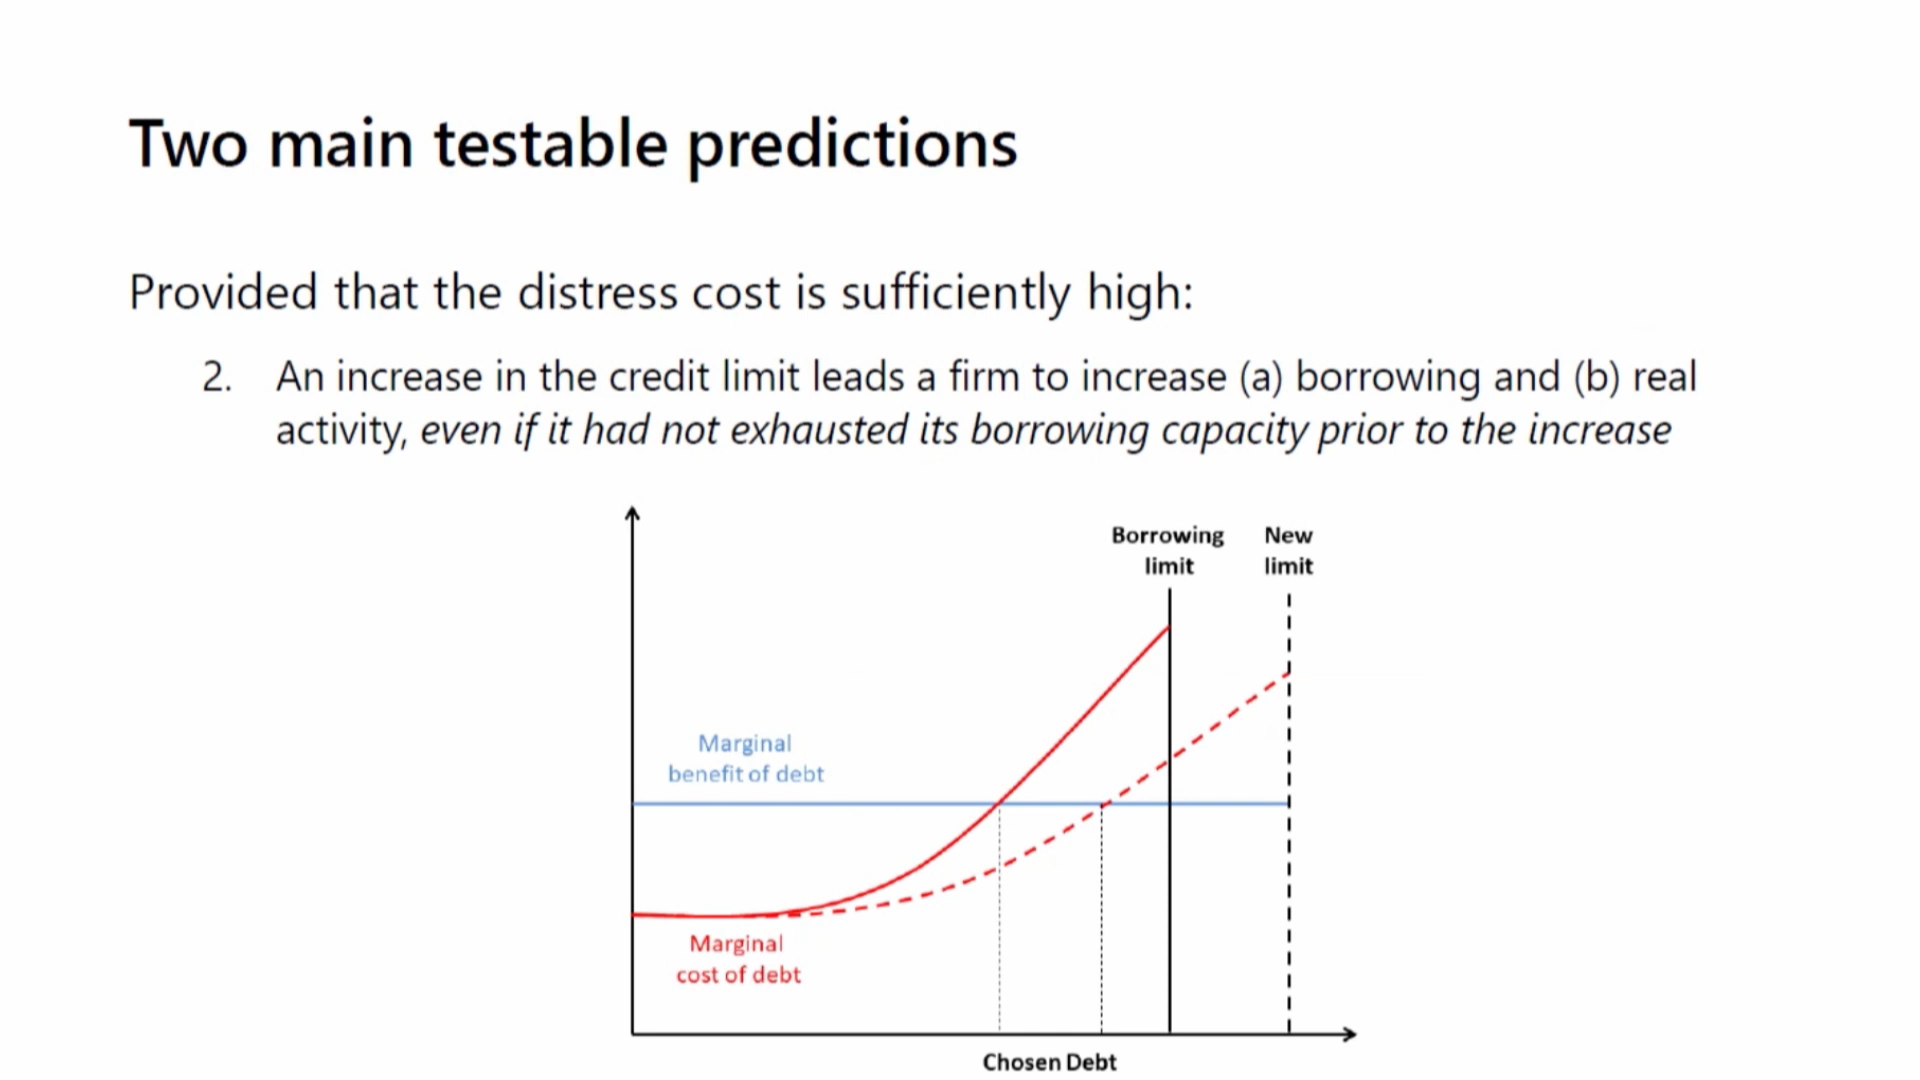 Two main testable predictions
Provided that the distress cost is sufficiently high:
2. An increase in the credit limit leads a firm to increase (a) borrowing and (b) real
activity, even if it had not exhausted its borrowing capacity prior to the increase
Borrowing
limit
New
limit
Marginal
benefit of debt
Marginal
cost of debt
Chosen Debt